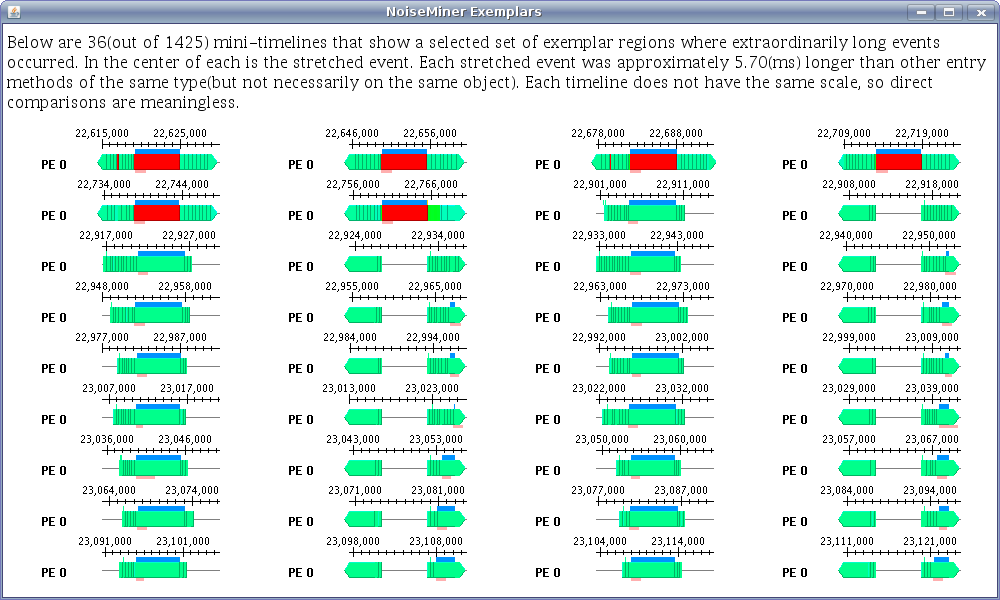 NoiseMiner Exemplars
Below are 36(out of 1425) mini-timelines that show a selected set of exemplar regions where extraordinarily long events
occurred. In the center of each is the stretched event. Each stretched event was approximately 5.70(ms) longer than other entry
methods of the same type(but not necessarily on the same object). Each timeline does not have the same scale, so direct
comparisons are meaningless.
22,615,000 22,625,000 22,646,000 22,656,000 22,678,000 22,688,000 22,709,000 22,719,000
PE 0 PE 0 PE 0 PE 0
22,734,000 22,744,000 22,756,000 22,766,000 22,901,000 22,911,000 22,908,000 22,918,000
PE 0 PE 0 PE 0 PE 0
22,917,000 22,927,000 22,924,000 22,934,000 22,933,000 22,943,000 22,940,000 22,950,000
PE 0 PE 0 PE 0 PE 0
22,948,000 22,958,000 22,955,000 22,965,000 22,963,000 22,973,000 22,970,000 22,980,000
PE 0 PE 0 PE 0 PE 0
22,977,000 22,987,000 22,984,000 22,994,000 22,992,000 23,002,000 22,999,000 23,009,000
PE 0 PE 0 PE 0 PE 0
23,007,000 23,017,000 23,013,000 23,023,000 23,022,000 23,032,000 23,029,000 23,039,000
PE 0 PE 0 PE 0 PE 0
23,036,000 23,046,000 23,043,000 23,053,000 23,050,000 23,060,000 23,057,000 23,067,000
PE 0 PE 0 PE 0 PE 0
23,064,000 23,074,000 23,071,000 23,081,000 23,077,000 23,087,000 23,084,000 23,094,000
PE 0 PE 0 PE 0 PE 0
23,091,000 23,101,000 23,098,000 23,108,000 23,104,000 23,114,000 23,111,000 23,121,000
PE 0 PE 0 PE 0 PE 0